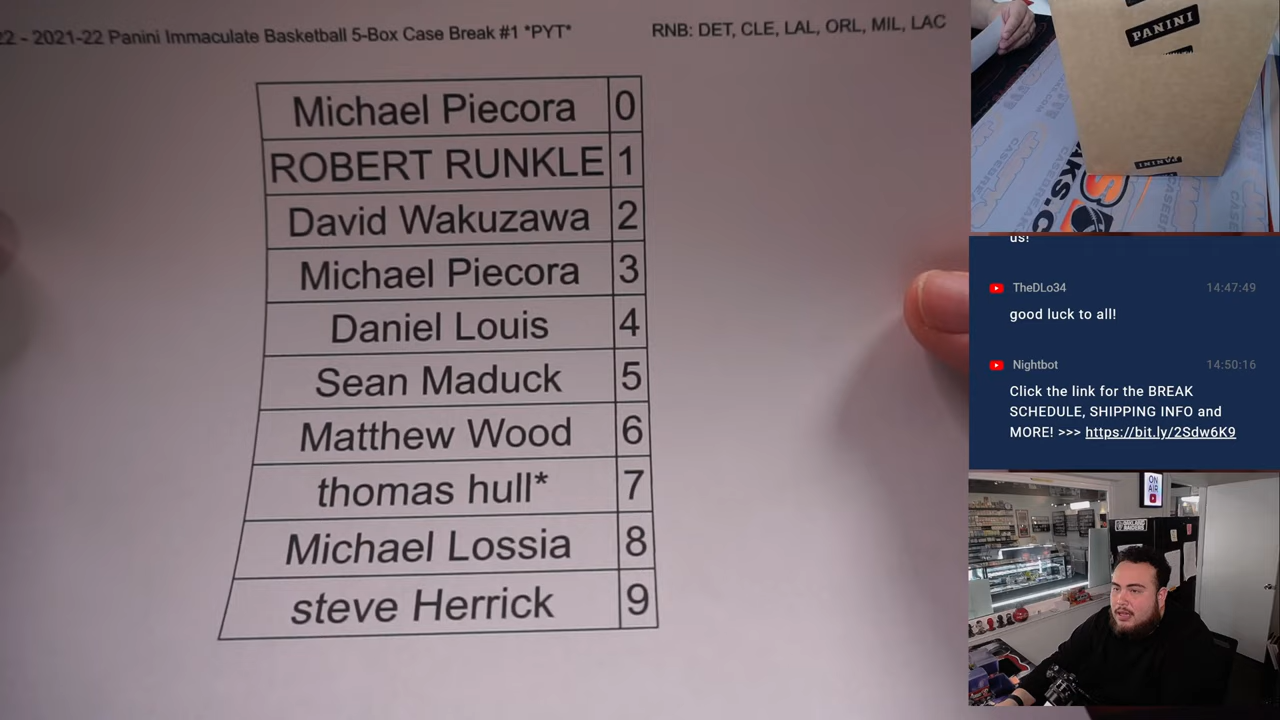 22 - 2021-22 Panini Immaculate Basketball 5-Box Case Break #1 *PYT*
RNB: DET, CLE, LAL, ORL, MIL, LAC
Michael Piecora 0
ROBERT RUNKLE 1
David Wakuzawa 2
Michael Piecora 3
Daniel Louis 4
Sean Maduck 5
Matthew Wood 6
thomas hull* 7
Michael Lossia 8
steve Herrick 9
PANINI
PANINI
us!
TheDLo34 14:47:49
good luck to all!
Nightbot 14:50:16
Click the link for the BREAK
SCHEDULE, SHIPPING INFO and
MORE! >>> https://bit.ly/2Sdw6K9
ON
AIR